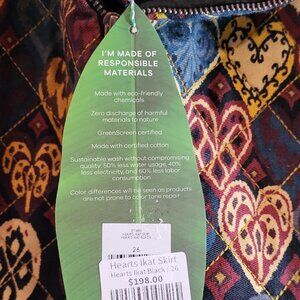 I'M MADE OF
RESPONSIBLE
MATERIALS
Made with eco-friendly
chemicals
Zero discharge of harmful
materials to nature
GreenScreen certified
Made with certified cotton
Sustainable wash without compromising
quality: 50% less water usage, 40%
less electricity, and 60% less labor
consumption
Color differences will be seen as products
are not prone to color tone repair
26
Hearts Ikat Skirt
Hearts Ikat Black / 26
$198.00